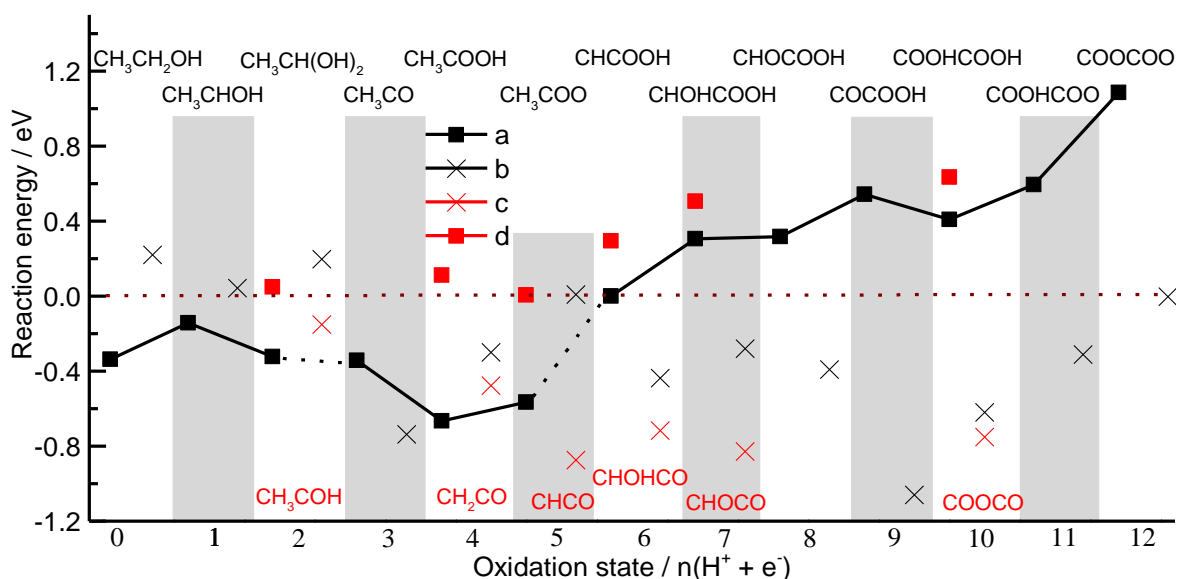 CH₃CH₂OH CH₃CH(OH)₂ CH₃COOH CHCOOH CHOCOOH COOHCOOH COOCOO
CH₃CHOH CH₃CO CH₃COO CHOHCOOH COCOOH COOHCOO
1.2
0.8
0.4
0.0
-0.4
-0.8
-1.2
Reaction energy / eV
a
b
c
d
CH₃COH CH₂CO CHCO CHOHCO CHOCO COOCO
0 1 2 3 4 5 6 7 8 9 10 11 12
Oxidation state / n(H⁺ + e⁻)